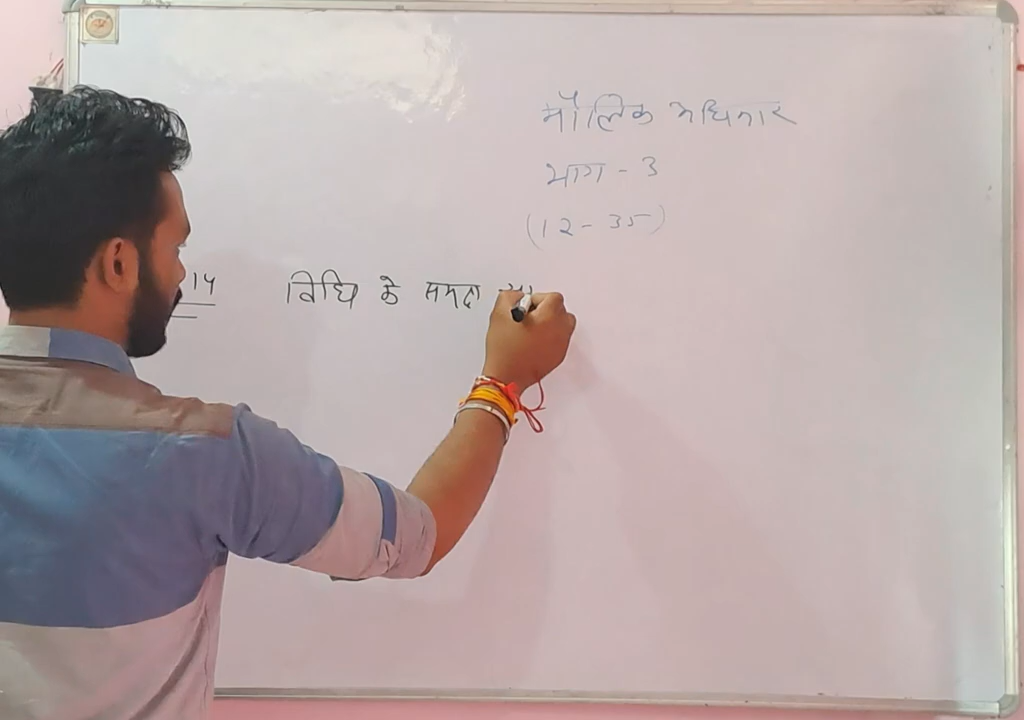 मौलिक अधिकार
भाग - 3
(12 - 35)
14 विधि के समक्ष